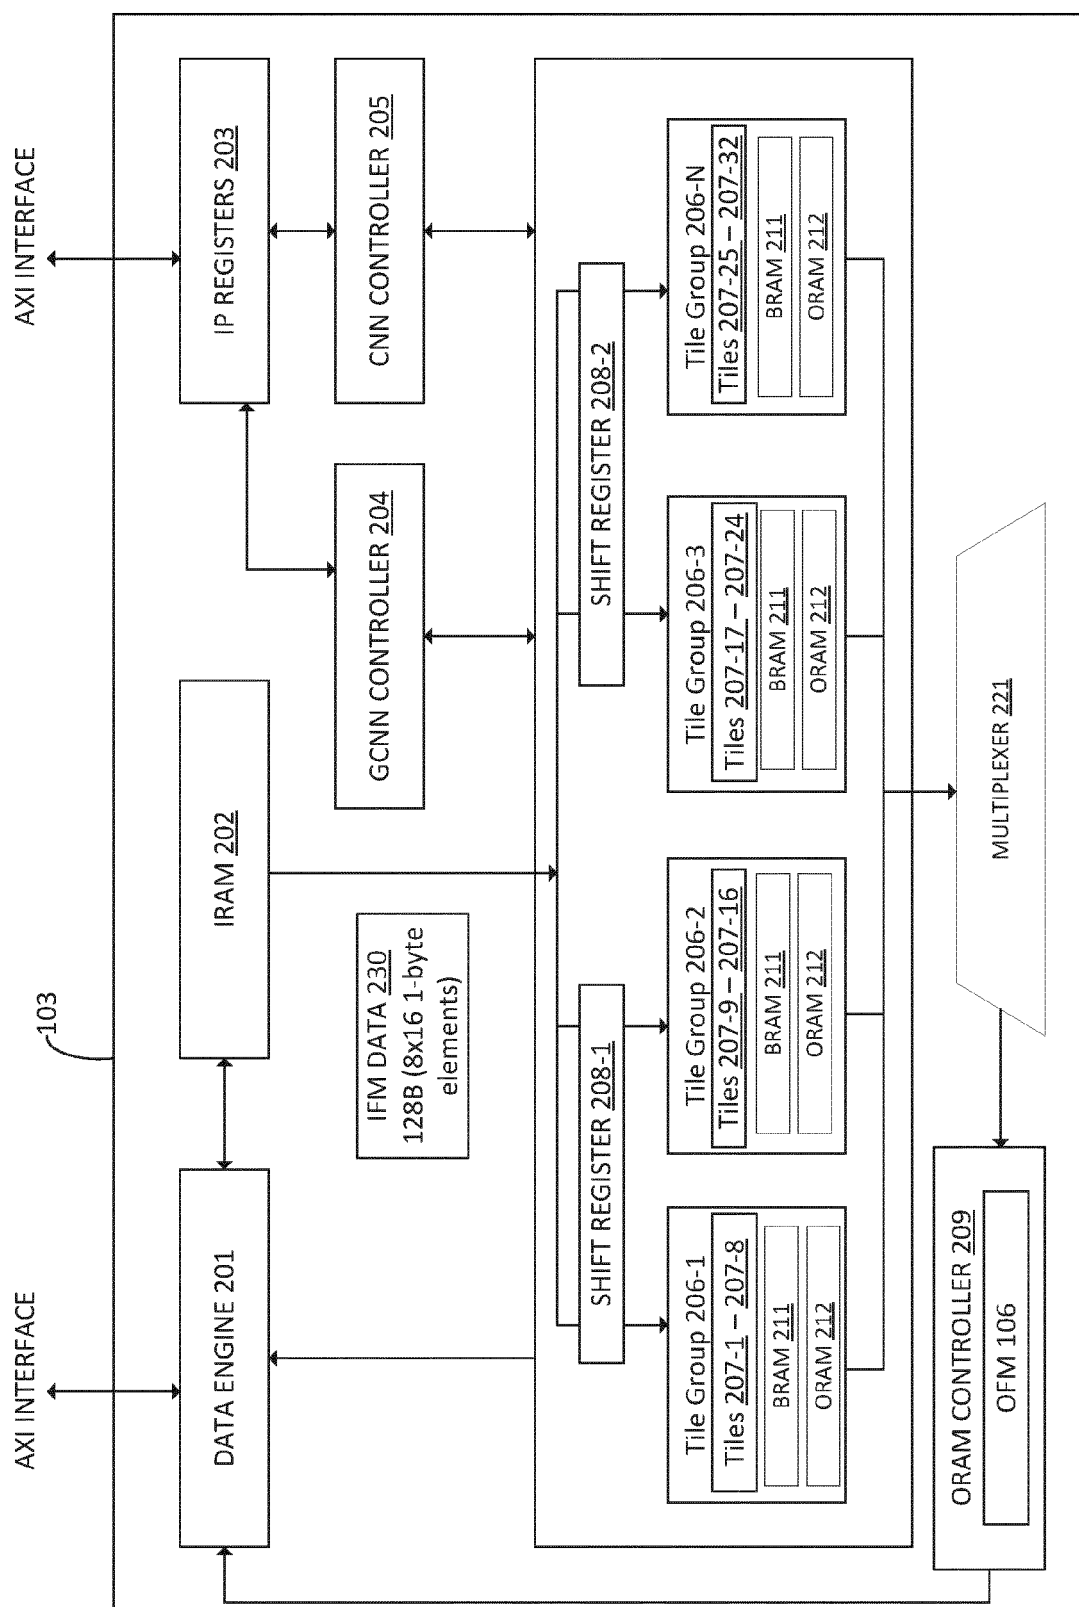 103
AXI INTERFACE
AXI INTERFACE
DATA ENGINE 201
IRAM 202
IP REGISTERS 203
IFM DATA 230
128B (8x16 1-byte
elements)
GCNN CONTROLLER 204
CNN CONTROLLER 205
SHIFT REGISTER 208-1
SHIFT REGISTER 208-2
Tile Group 206-1
Tiles 207-1 – 207-8
BRAM 211
ORAM 212
Tile Group 206-2
Tiles 207-9 – 207-16
BRAM 211
ORAM 212
Tile Group 206-3
Tiles 207-17 – 207-24
BRAM 211
ORAM 212
Tile Group 206-N
Tiles 207-25 – 207-32
BRAM 211
ORAM 212
ORAM CONTROLLER 209
OFM 106
MULTIPLEXER 221